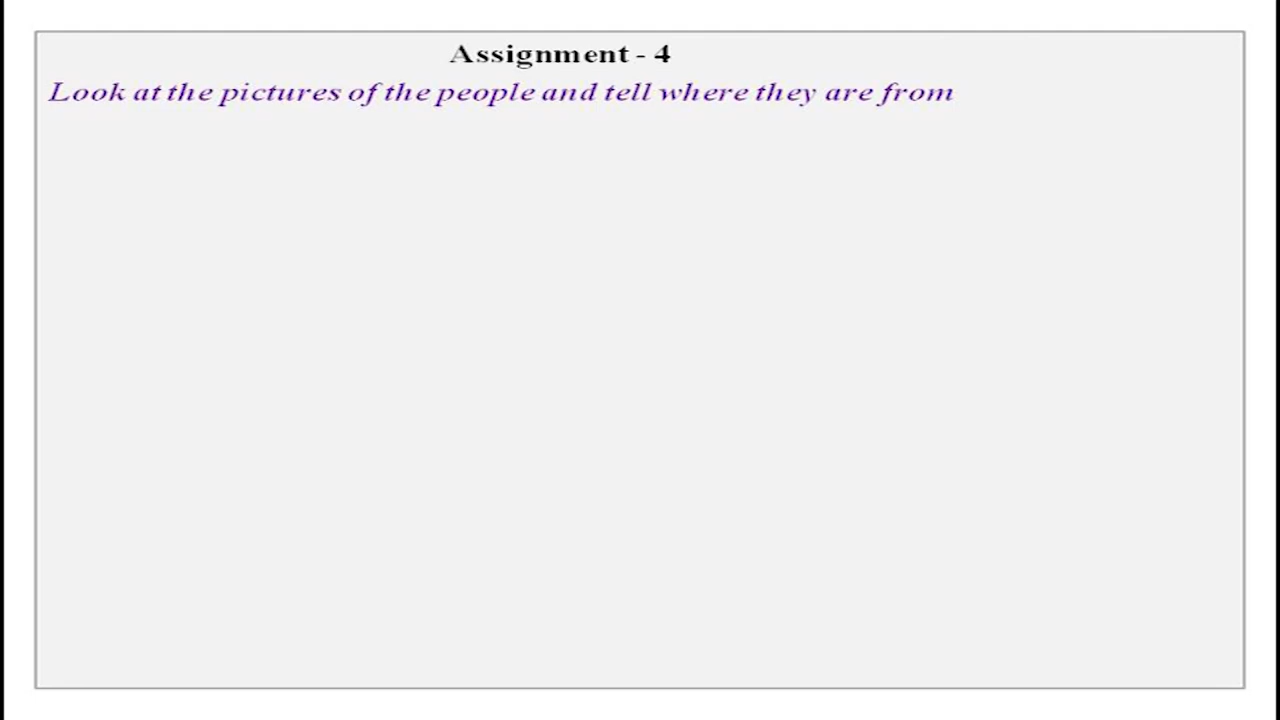 Assignment - 4
Look at the pictures of the people and tell where they are from